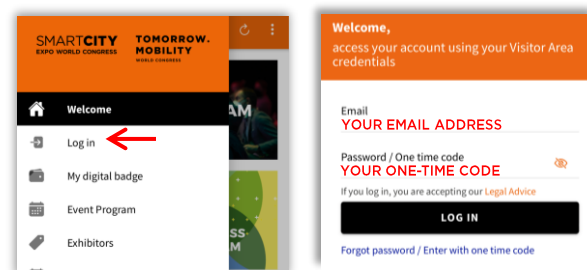 SMARTCITY
EXPO WORLD CONGRESS
TOMORROW.
MOBILITY
WORLD CONGRESS
Welcome
Log in
My digital badge
Event Program
Exhibitors
AM
SS-
M
Welcome,
access your account using your Visitor Area
credentials
Email
YOUR EMAIL ADDRESS
Password / One time code
YOUR ONE-TIME CODE
If you log in, you are accepting our Legal Advice
LOG IN
Forgot password / Enter with one time code